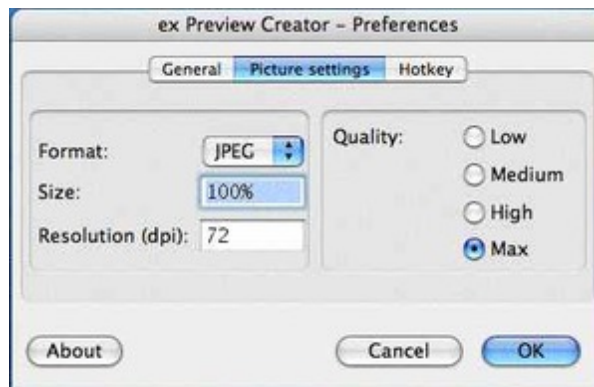 ex Preview Creator – Preferences
General Picture settings Hotkey
Format: JPEG
Size: 100%
Resolution (dpi): 72
Quality: Low
Medium
High
Max
About Cancel OK